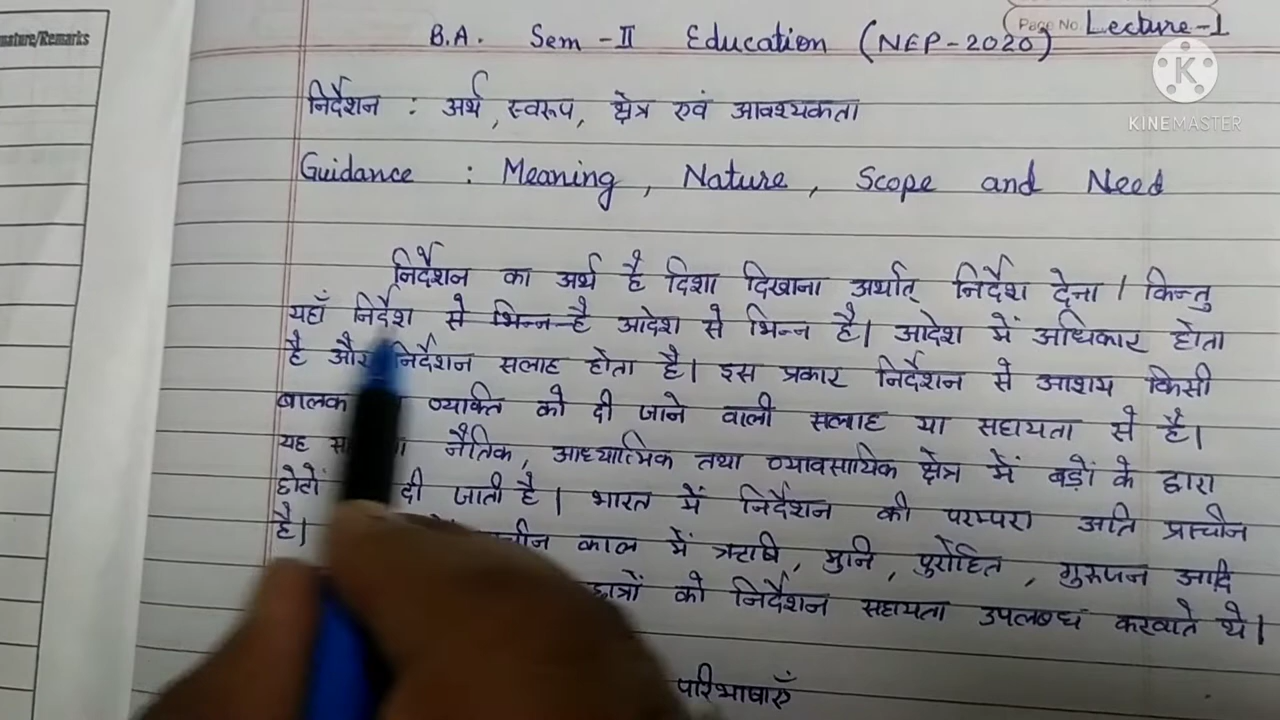 nature/Remarks
Page No. Lecture-1
B.A. Sem-II Education (NEP-2020)
KINEMASTER
निर्देशन : अर्थ, स्वरूप, क्षेत्र एवं आवश्यकता
Guidance : Meaning, Nature, Scope and Need
निर्देशन का अर्थ है दिशा दिखाना अर्थात् निर्देश देना। किन्तु
यहाँ निर्देश से भिन्न है आदेश से भिन्न है। आदेश में अधिकार होता
है और निर्देशन सलाह होता है। इस प्रकार निर्देशन से आशय किसी
बालक व्यक्ति को दी जाने वाली सलाह या सहायता से है।
यह नैतिक, आध्यात्मिक तथा व्यावसायिक क्षेत्र में बड़ों के द्वारा
छोटों दी जाती है। भारत में निर्देशन की परम्परा अति प्राचीन
है। काल में ऋषि, मुनि, पुरोहित, गुरुजन आदि
छात्रों को निर्देशन सहायता उपलब्ध करवाते थे।
परिभाषाएँ